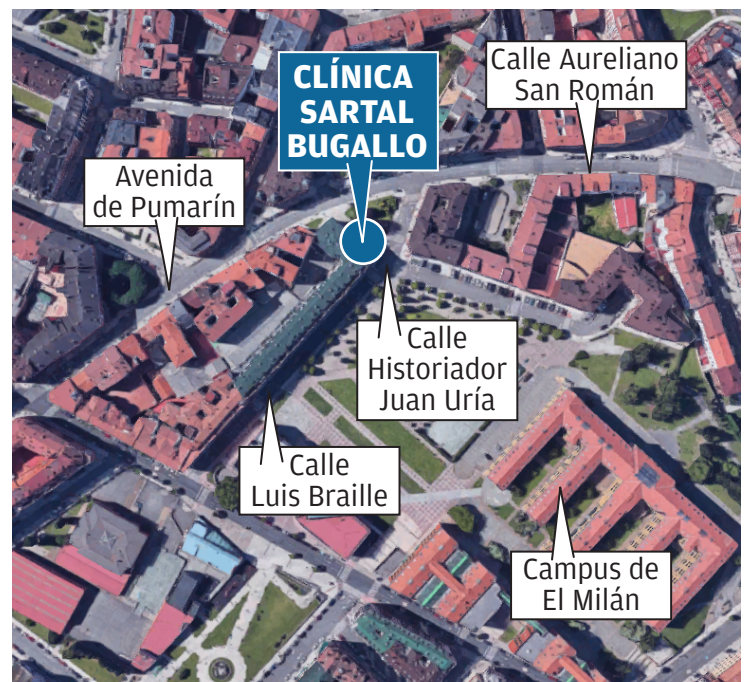 CLÍNICA
SARTAL
BUGALLO
Calle Aureliano
San Román
Avenida
de Pumarín
Calle
Historiador
Juan Uría
Calle
Luis Braille
Campus de
El Milán